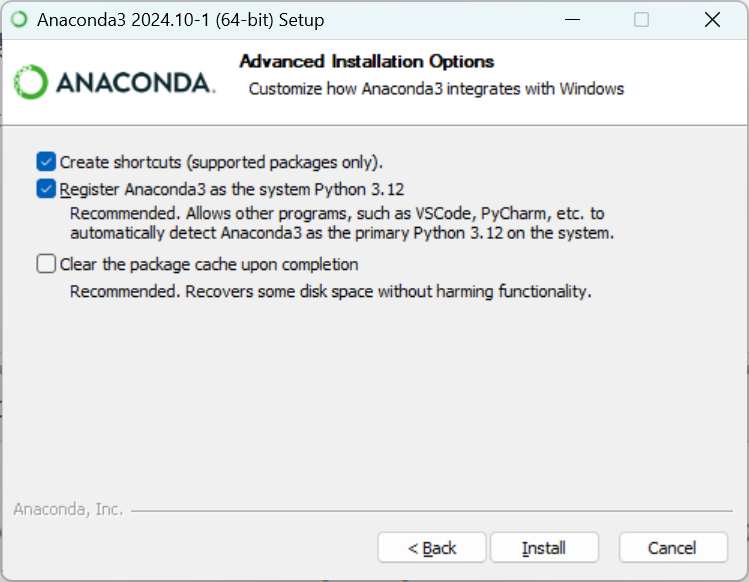 Anaconda3 2024.10-1 (64-bit) Setup
ANACONDA.
Advanced Installation Options
Customize how Anaconda3 integrates with Windows
Create shortcuts (supported packages only).
Register Anaconda3 as the system Python 3.12
Recommended. Allows other programs, such as VSCode, PyCharm, etc. to
automatically detect Anaconda3 as the primary Python 3.12 on the system.
Clear the package cache upon completion
Recommended. Recovers some disk space without harming functionality.
Anaconda, Inc.
< Back
Install
Cancel